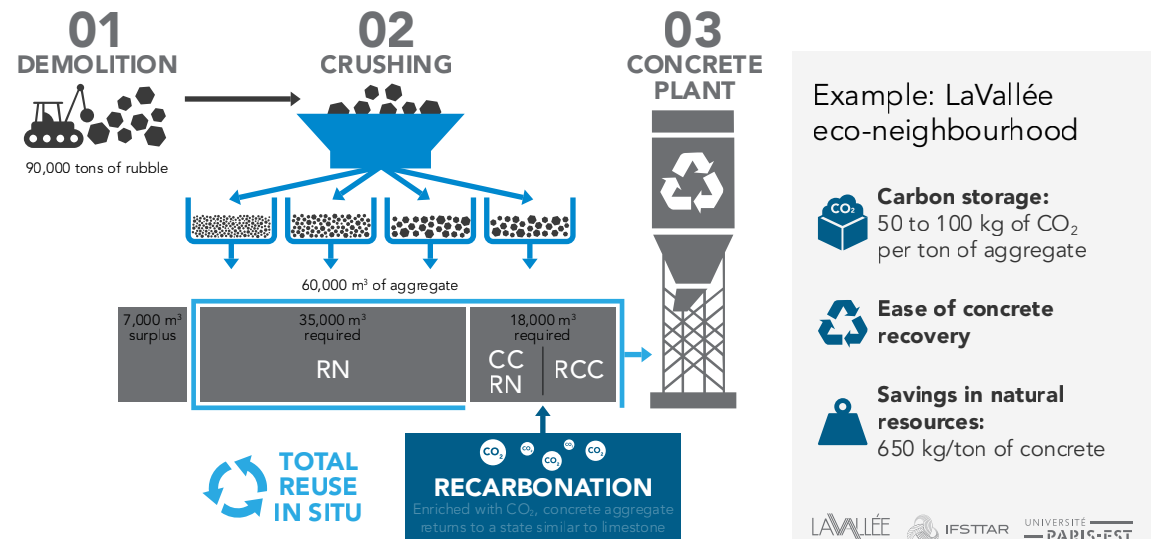 01
DEMOLITION
90,000 tons of rubble
02
CRUSHING
03
CONCRETE
PLANT
60,000 m³ of aggregate
7,000 m³
surplus
35,000 m³
required
RN
18,000 m³
required
CC
RN
RCC
TOTAL
REUSE
IN SITU
CO₂
CO₂
CO₂
CO₂
CO₂
RECARBONATION
Enriched with CO₂, concrete aggregate
returns to a state similar to limestone
Example: LaVallée
eco-neighbourhood
CO₂
Carbon storage:
50 to 100 kg of CO₂
per ton of aggregate
Ease of concrete
recovery
Savings in natural
resources:
650 kg/ton of concrete
LAVALLÉE
IFSTTAR
UNIVERSITÉ
PARIS-EST